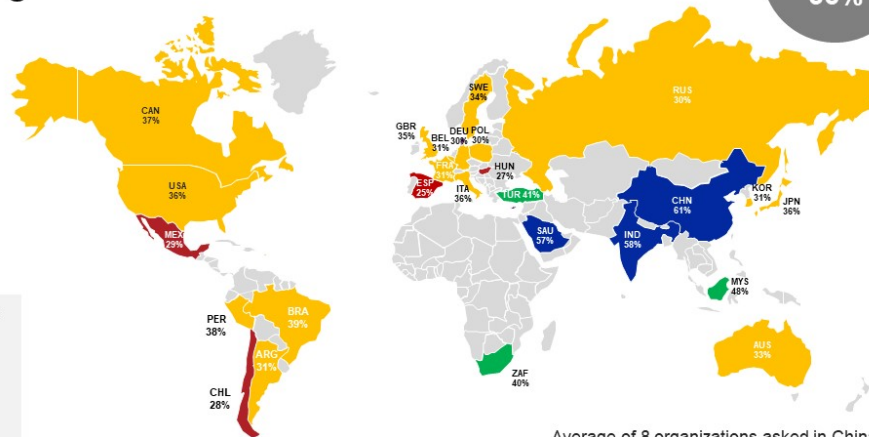 CAN
37%
USA
36%
MEX
29%
PER
38%
BRA
39%
ARG
31%
CHL
28%
SWE
34%
GBR
35%
BEL
31%
DEU
30%
POL
30%
FRA
31%
HUN
27%
ESP
25%
ITA
36%
TUR 41%
RUS
30%
SAU
57%
IND
58%
CHN
61%
KOR
31%
JPN
36%
MYS
48%
ZAF
40%
AUS
33%
Average of 8 organizations asked in China